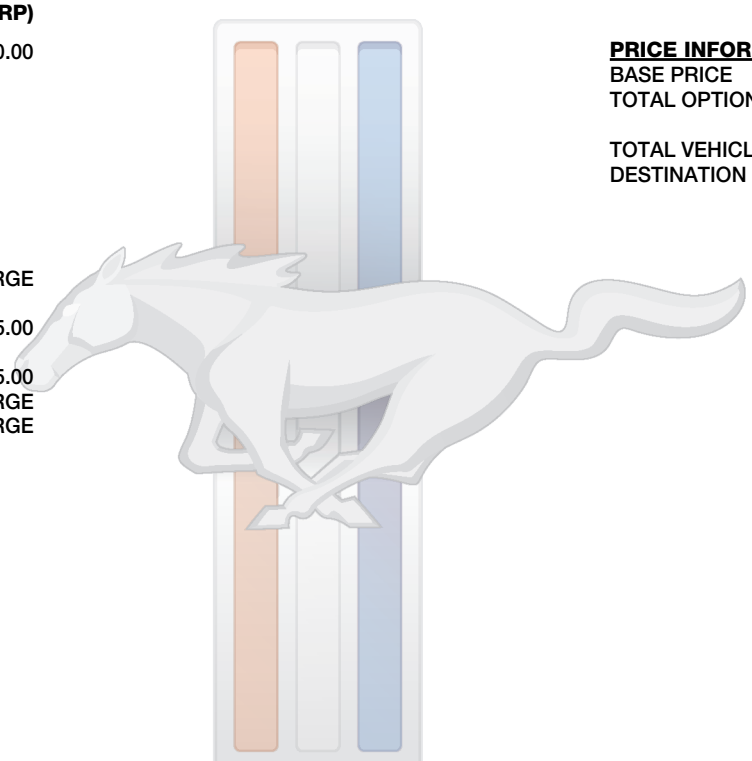 RP)
0.00
RGE
5.00
5.00
RGE
RGE
PRICE INFOR
BASE PRICE
TOTAL OPTION
TOTAL VEHICL
DESTINATION